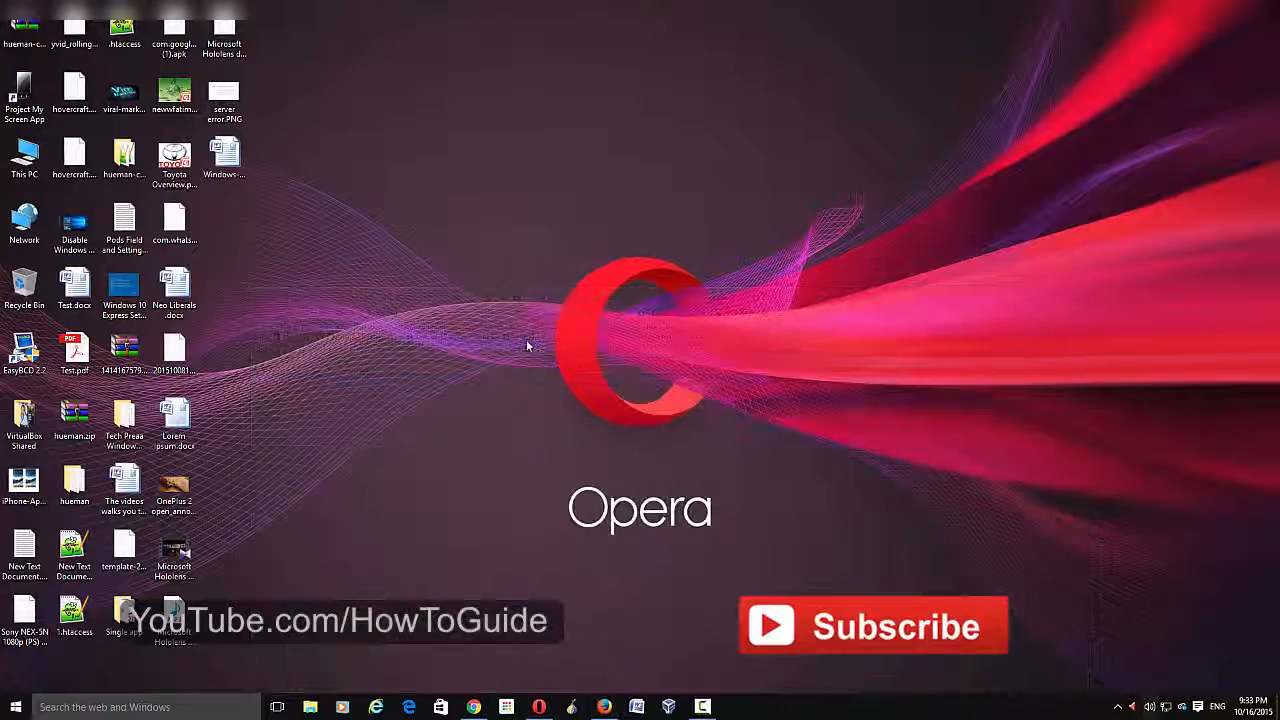 hueman-c...
yvid_rolling...
.htaccess
com.googl...
(1).apk
Microsoft
Hololens d...
Project My
Screen App
hovercraft...
viral-mark...
newwfatim...
server
error.PNG
This PC
hovercraft...
hueman-c...
Toyota
Overview.p...
Windows-...
Network
Disable
Windows ...
Pods Field
and Setting...
com.whats...
Recycle Bin
Test.docx
Windows 10
Express Set...
Neo Liberals
.docx
EasyBCD 2.2
Test.pdf
1414167579...
201510081...
VirtualBox
Shared
hueman.zip
Tech Preaa
Window...
Lorem
Ipsum.docx
iPhone-Ap...
hueman
The videos
walks you t...
OnePlus 2
open_anno...
New Text
Document...
New Text
Docume...
template-2...
Microsoft
Hololens ...
Sony NEX-5N
1080p (PS) ...
1.htaccess
Single app
Microsoft
Hololens ...
Opera
YouTube.com/HowToGuide
Subscribe
Search the web and Windows
ENG
9:33 PM
10/16/2015